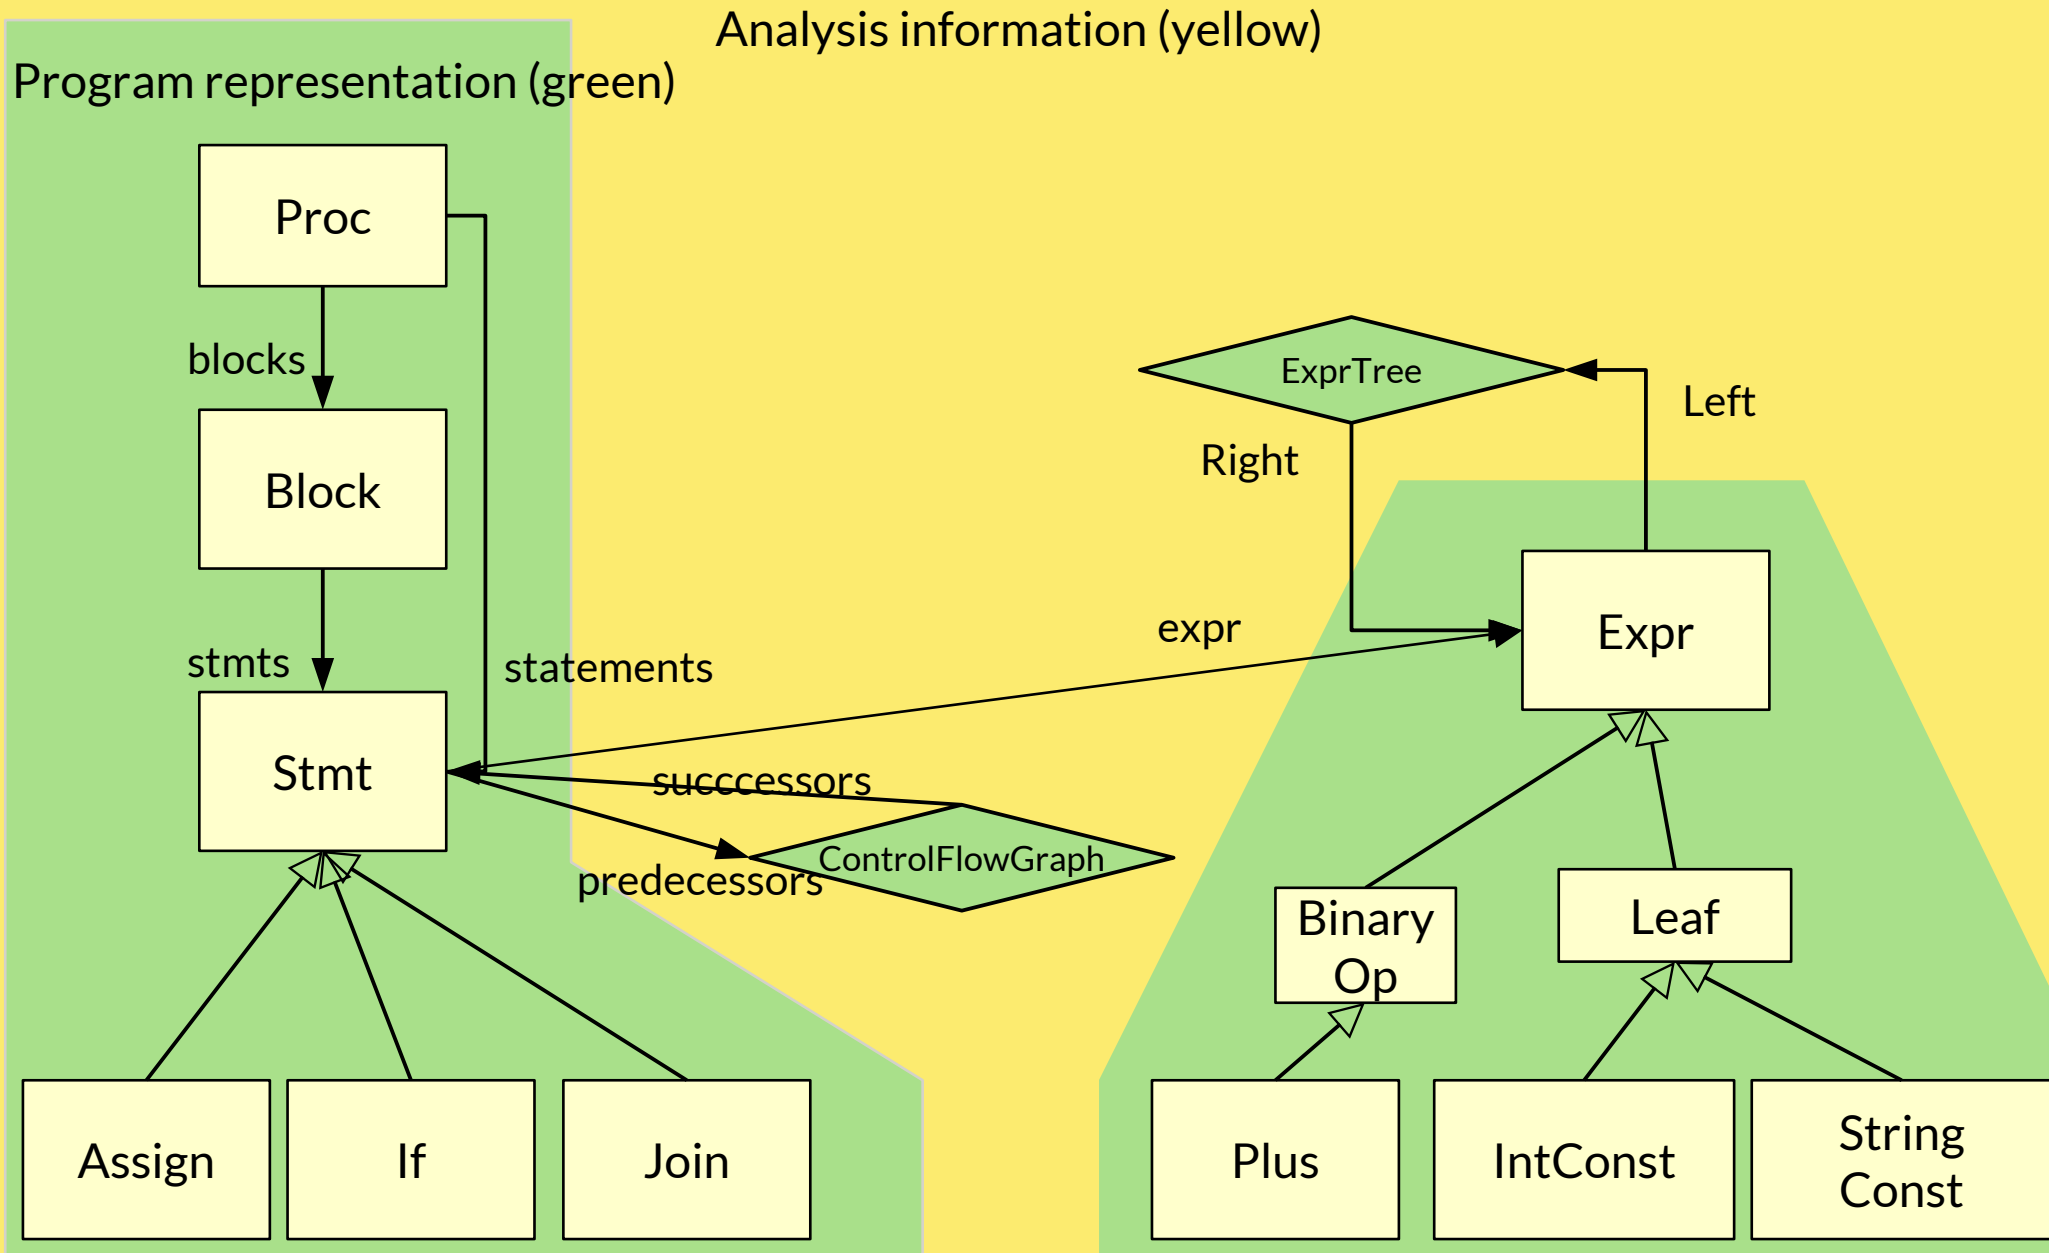 Analysis information (yellow)
Program representation (green)
Proc
blocks
ExprTree
Left
Right
Block
expr
Expr
stmts
statements
Stmt
succcessors
ControlFlowGraph
predecessors
Binary
Op
Leaf
Assign
If
Join
Plus
IntConst
String
Const